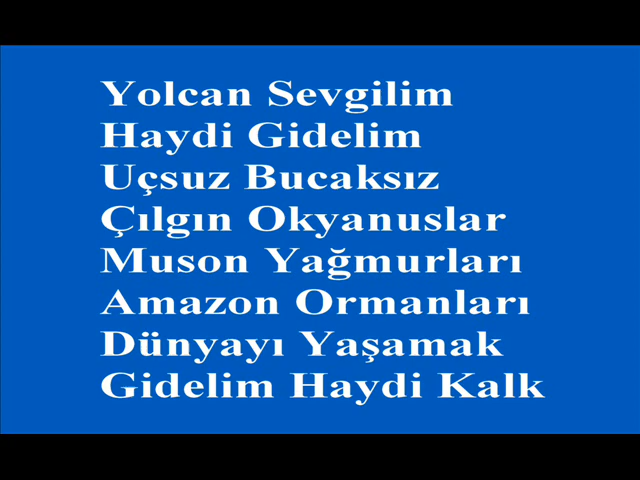 Yolcan Sevgilim
Haydi Gidelim
Uçsuz Bucaksız
Çılgın Okyanuslar
Muson Yağmurları
Amazon Ormanları
Dünyayı Yaşamak
Gidelim Haydi Kalk